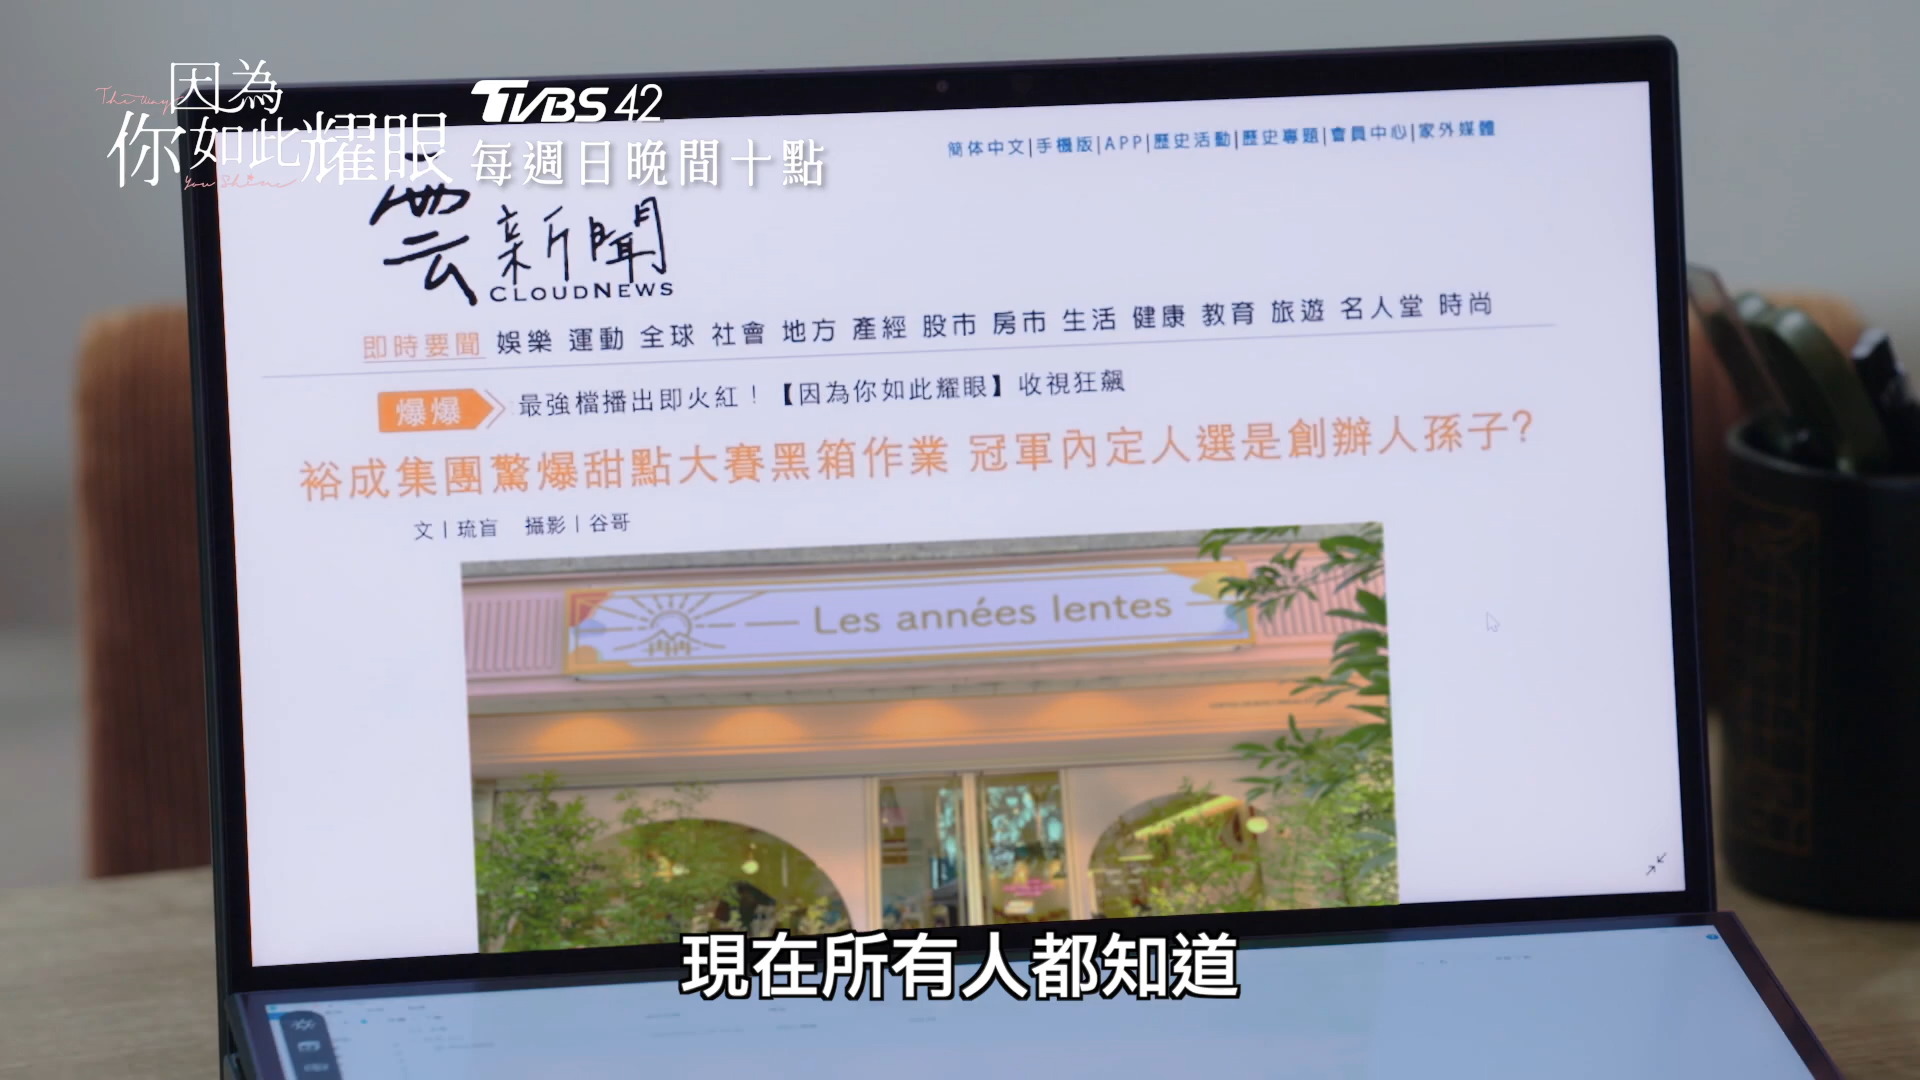 The Way
因為
你如此耀眼
You Shine
TVBS 42
每週日晚間十點
簡体中文|手機版|APP|歷史活動|歷史專題|會員中心|家外媒體
雲新聞
CLOUDNEWS
即時要聞 娛樂 運動 全球 社會 地方 產經 股市 房市 生活 健康 教育 旅遊 名人堂 時尚
爆爆 最強檔播出即火紅！【因為你如此耀眼】收視狂飆
裕成集團驚爆甜點大賽黑箱作業 冠軍內定人選是創辦人孫子?
文 | 琉盲 攝影 | 谷哥
Les années lentes
現在所有人都知道